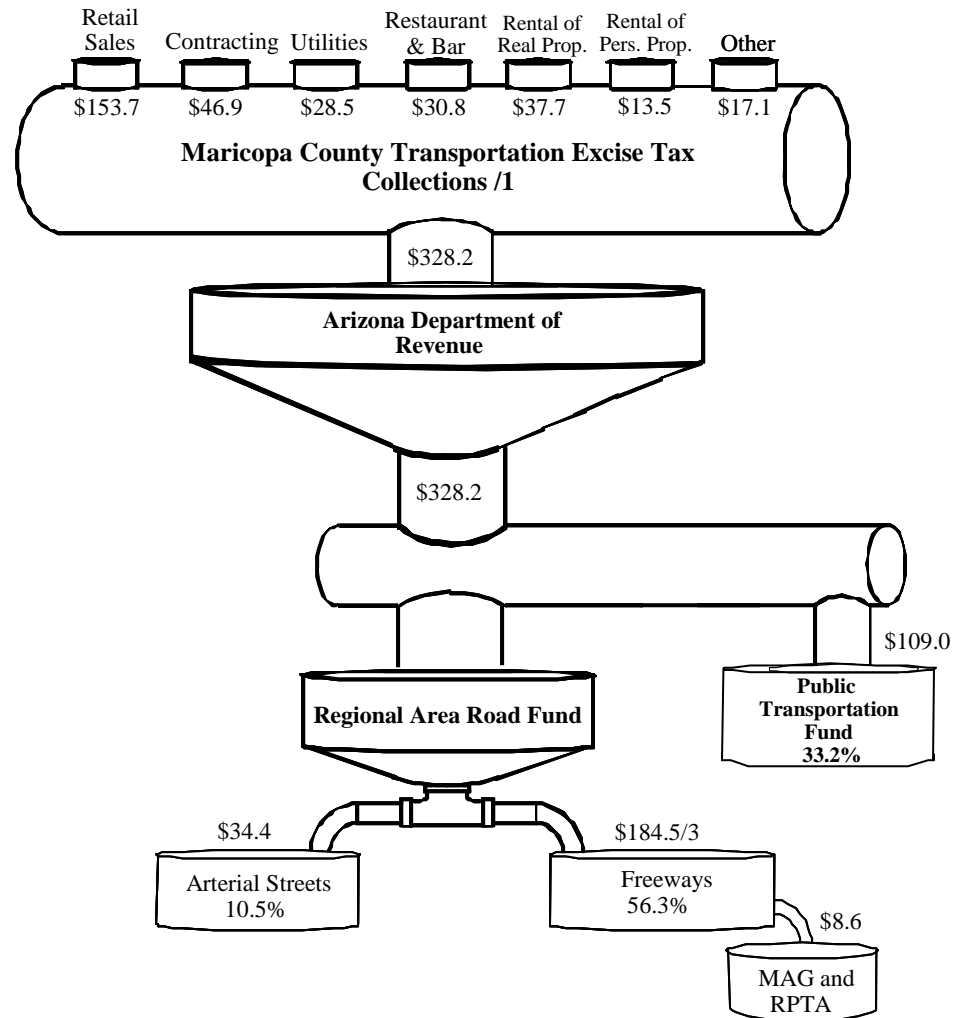 Retail
Sales
Contracting
Utilities
Restaurant
& Bar
Rental of
Real Prop.
Rental of
Pers. Prop.
Other
$153.7
$46.9
$28.5
$30.8
$37.7
$13.5
$17.1
Maricopa County Transportation Excise Tax
Collections /1
$328.2
Arizona Department of
Revenue
$328.2
$109.0
Public
Transportation
Fund
33.2%
Regional Area Road Fund
$34.4
$184.5/3
Arterial Streets
10.5%
Freeways
56.3%
$8.6
MAG and
RPTA